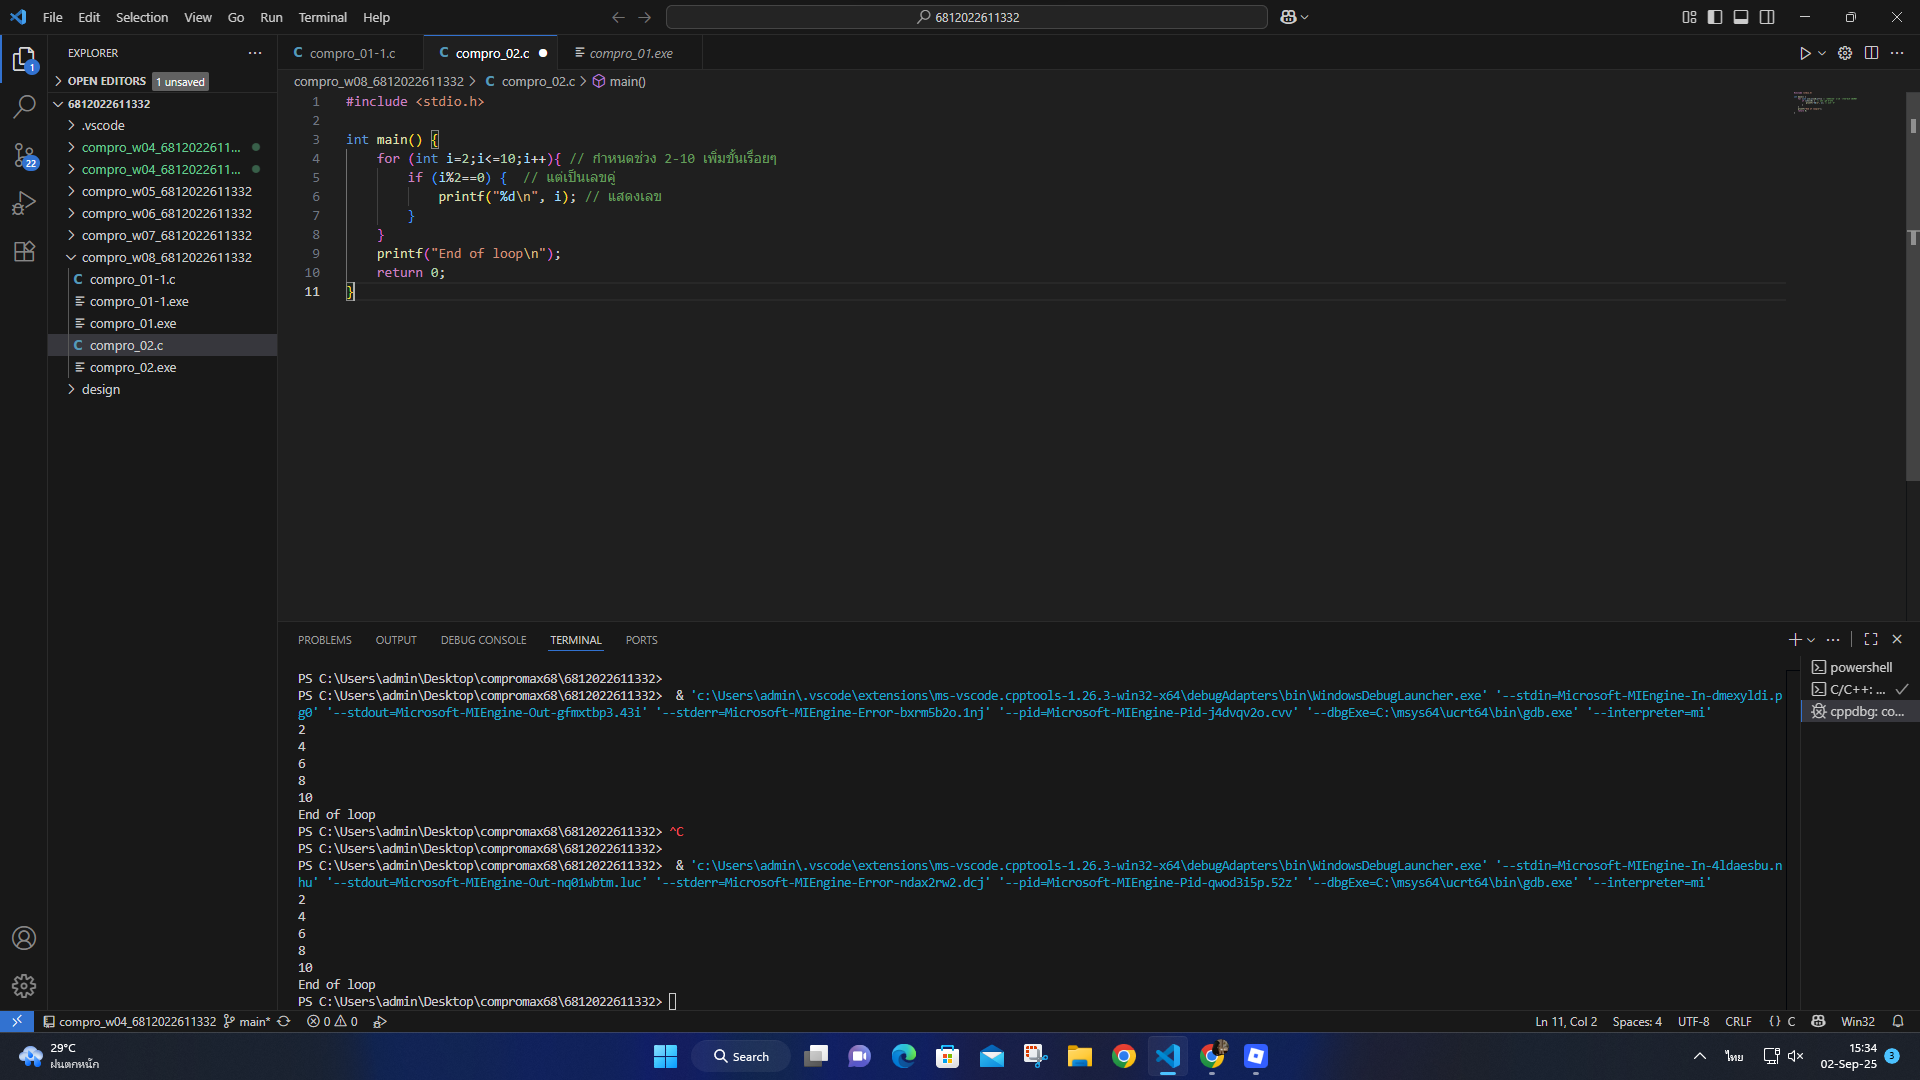 File Edit Selection View Go Run Terminal Help
6812022611332
EXPLORER
OPEN EDITORS 1 unsaved
6812022611332
.vscode
compro_w04_6812022611...
compro_w04_6812022611...
compro_w05_6812022611332
compro_w06_6812022611332
compro_w07_6812022611332
compro_w08_6812022611332
compro_01-1.c
compro_01-1.exe
compro_01.exe
compro_02.c
compro_02.exe
design
1
22
compro_01-1.c compro_02.c compro_01.exe
compro_w08_6812022611332 > compro_02.c > main()
1 #include <stdio.h>
2
3 int main() {
4 for (int i=2;i<=10;i++){ // กำหนดช่วง 2-10 เพิ่มขั้นเรื่อยๆ
5 if (i%2==0) { // แต่เป็นเลขคู่
6 printf("%d\n", i); // แสดงเลข
7 }
8 }
9 printf("End of loop\n");
10 return 0;
11 }
PROBLEMS OUTPUT DEBUG CONSOLE TERMINAL PORTS
PS C:\Users\admin\Desktop\compromax68\6812022611332>
PS C:\Users\admin\Desktop\compromax68\6812022611332> & 'c:\Users\admin\.vscode\extensions\ms-vscode.cpptools-1.26.3-win32-x64\debugAdapters\bin\WindowsDebugLauncher.exe' '--stdin=Microsoft-MIEngine-In-dmexyldi.p
g0' '--stdout=Microsoft-MIEngine-Out-gfmxtbp3.43i' '--stderr=Microsoft-MIEngine-Error-bxrm5b2o.1nj' '--pid=Microsoft-MIEngine-Pid-j4dvqv2o.cvv' '--dbgExe=C:\msys64\ucrt64\bin\gdb.exe' '--interpreter=mi'
2
4
6
8
10
End of loop
PS C:\Users\admin\Desktop\compromax68\6812022611332> ^C
PS C:\Users\admin\Desktop\compromax68\6812022611332>
PS C:\Users\admin\Desktop\compromax68\6812022611332> & 'c:\Users\admin\.vscode\extensions\ms-vscode.cpptools-1.26.3-win32-x64\debugAdapters\bin\WindowsDebugLauncher.exe' '--stdin=Microsoft-MIEngine-In-4ldaesbu.n
hu' '--stdout=Microsoft-MIEngine-Out-nq01wbtm.luc' '--stderr=Microsoft-MIEngine-Error-ndax2rw2.dcj' '--pid=Microsoft-MIEngine-Pid-qwod3i5p.52z' '--dbgExe=C:\msys64\ucrt64\bin\gdb.exe' '--interpreter=mi'
2
4
6
8
10
End of loop
PS C:\Users\admin\Desktop\compromax68\6812022611332>
powershell
C/C++: ...
cppdbg: co...
compro_w04_6812022611332 main* 0 0
Ln 11, Col 2 Spaces: 4 UTF-8 CRLF {} C Win32
29°C
ฝนตกหนัก
Search
ไทย
15:34
02-Sep-25
3